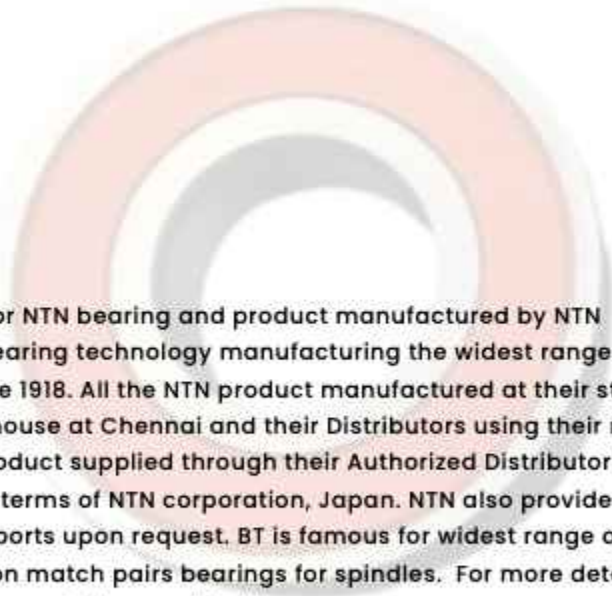 or NTN bearing and product manufactured by NTN
earing technology manufacturing the widest range
e 1918. All the NTN product manufactured at their st
ouse at Chennai and their Distributors using their
oduct supplied through their Authorized Distributor
terms of NTN corporation, Japan. NTN also provide
ports upon request. BT is famous for widest range
on match pairs bearings for spindles. For more det